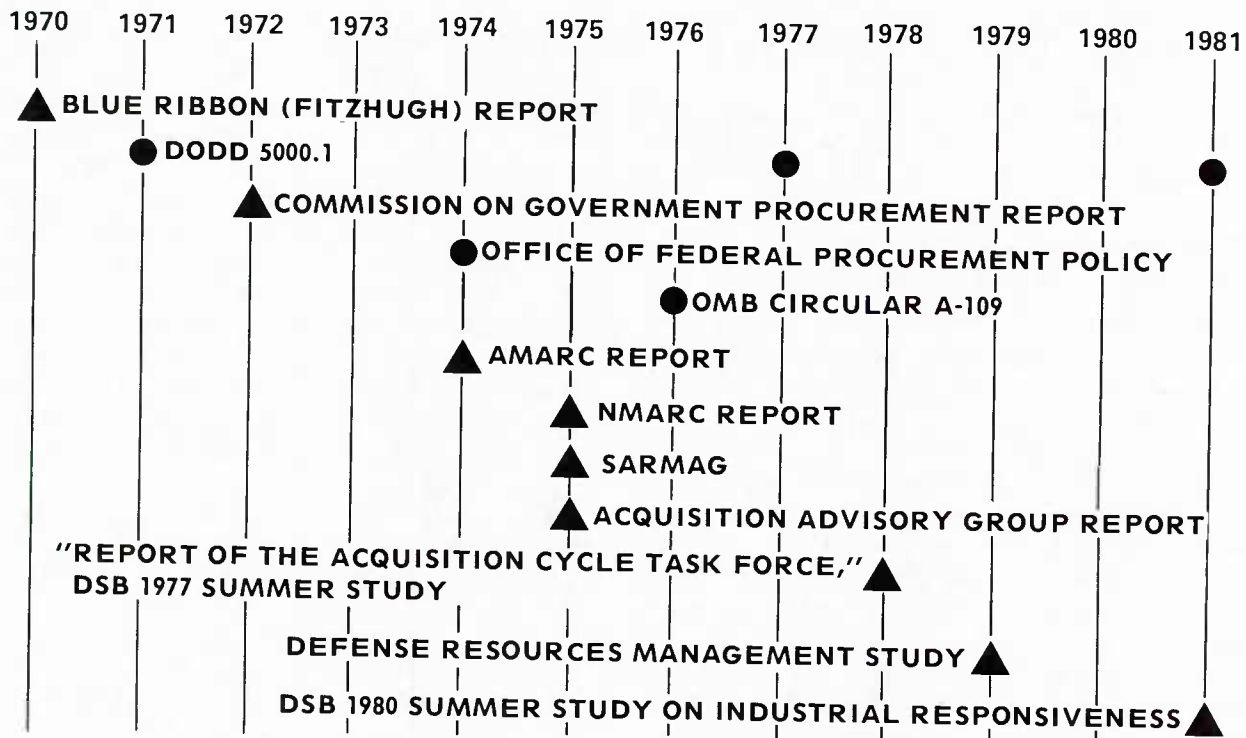 1970 1971 1972 1973 1974 1975 1976 1977 1978 1979 1980 1981
BLUE RIBBON (FITZHUGH) REPORT
DODD 5000.1
COMMISSION ON GOVERNMENT PROCUREMENT REPORT
OFFICE OF FEDERAL PROCUREMENT POLICY
OMB CIRCULAR A-109
AMARC REPORT
NMARC REPORT
SARMAG
ACQUISITION ADVISORY GROUP REPORT
"REPORT OF THE ACQUISITION CYCLE TASK FORCE,"
DSB 1977 SUMMER STUDY
DEFENSE RESOURCES MANAGEMENT STUDY
DSB 1980 SUMMER STUDY ON INDUSTRIAL RESPONSIVENESS